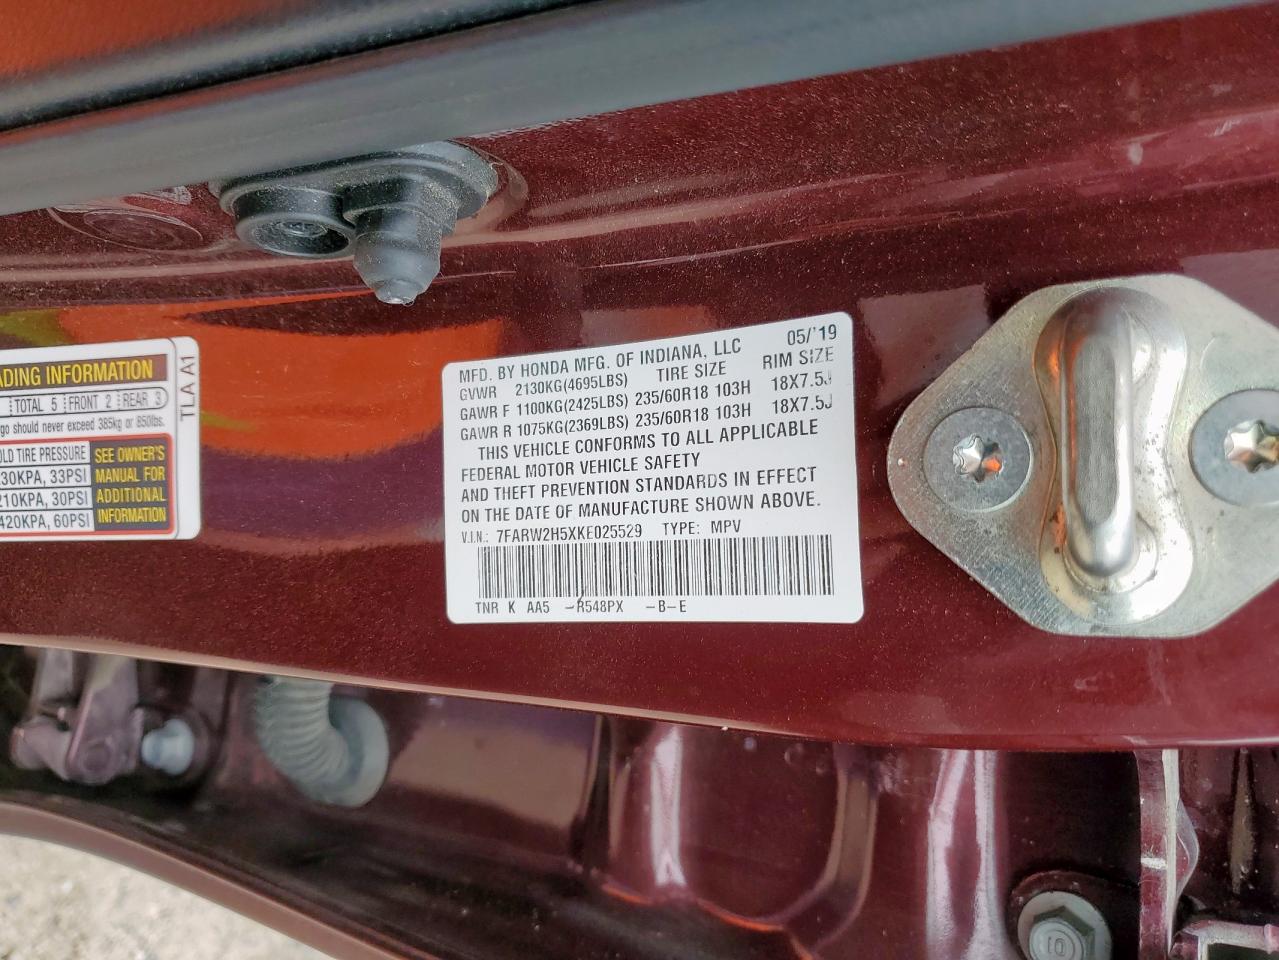 ADING INFORMATION
TOTAL 5 FRONT 2 REAR 3
go should never exceed 385kg or 850lbs.
OLD TIRE PRESSURE
230KPA, 33PSI
210KPA, 30PSI
420KPA, 60PSI
SEE OWNER'S
MANUAL FOR
ADDITIONAL
INFORMATION
TLA A1
MFD. BY HONDA MFG. OF INDIANA, LLC 05/'19
GVWR 2130KG(4695LBS) TIRE SIZE RIM SIZE
GAWR F 1100KG(2425LBS) 235/60R18 103H 18X7.5J
GAWR R 1075KG(2369LBS) 235/60R18 103H 18X7.5J
THIS VEHICLE CONFORMS TO ALL APPLICABLE
FEDERAL MOTOR VEHICLE SAFETY
AND THEFT PREVENTION STANDARDS IN EFFECT
ON THE DATE OF MANUFACTURE SHOWN ABOVE.
V.I.N.: 7FARW2H5XKE025529 TYPE: MPV
TNR K AA5 -R548PX -B-E
10